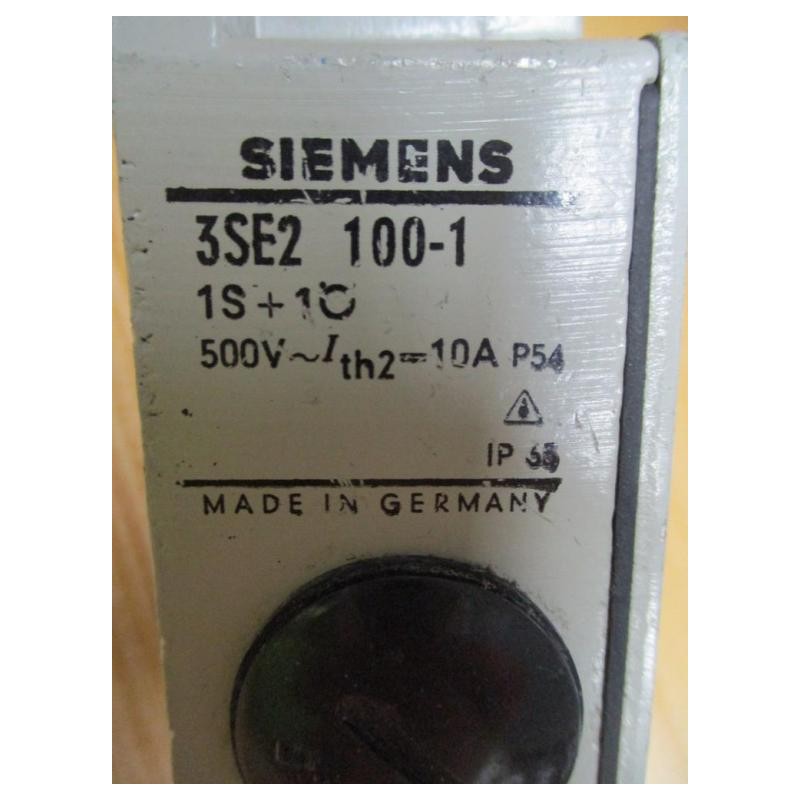 SIEMENS
3SE2 100-1
1S+1Ö
500V~Ith2=10A P54
IP 65
MADE IN GERMANY